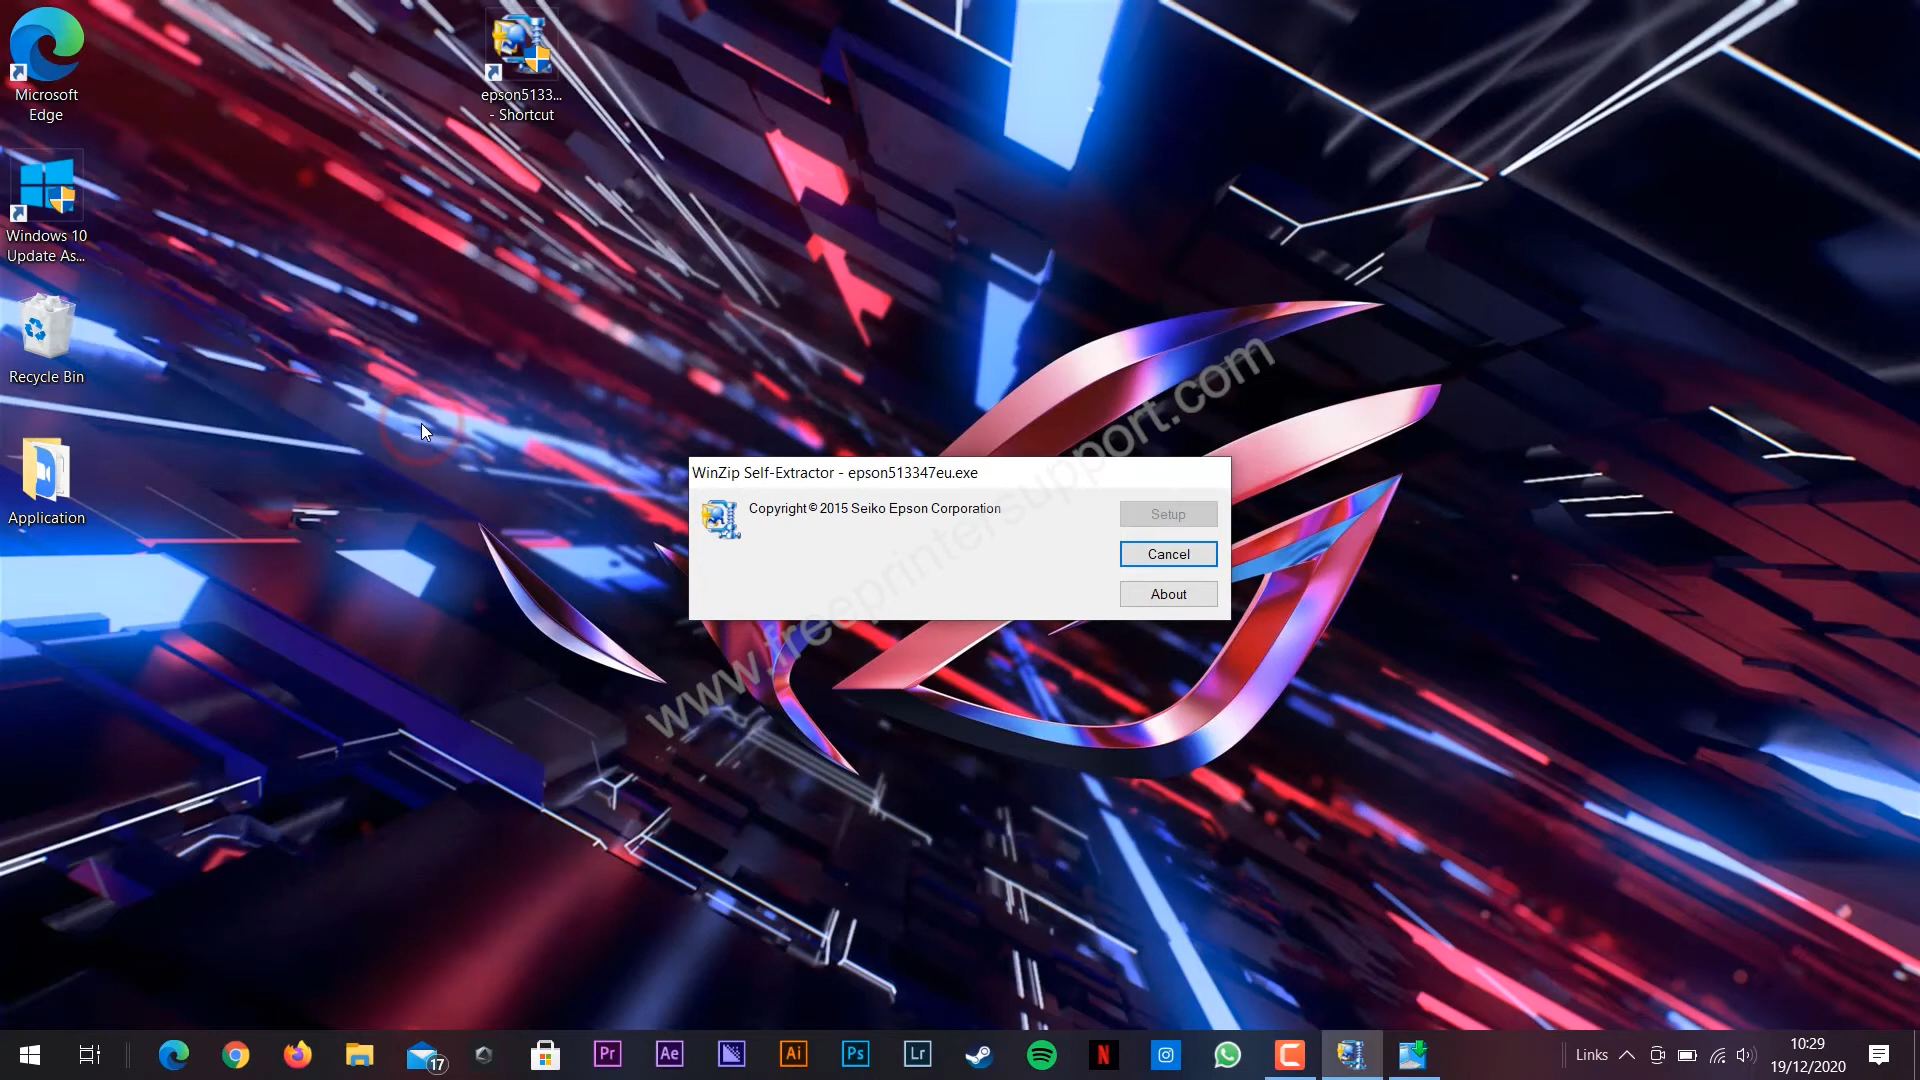 Microsoft
Edge
epson5133...
- Shortcut
Windows 10
Update As...
Recycle Bin
Application
WinZip Self-Extractor - epson513347eu.exe
Copyright © 2015 Seiko Epson Corporation
Setup
Cancel
About
www.freeprintersupport.com
17
Pr
Ae
Ai
Ps
Lr
N
Links
10:29
19/12/2020